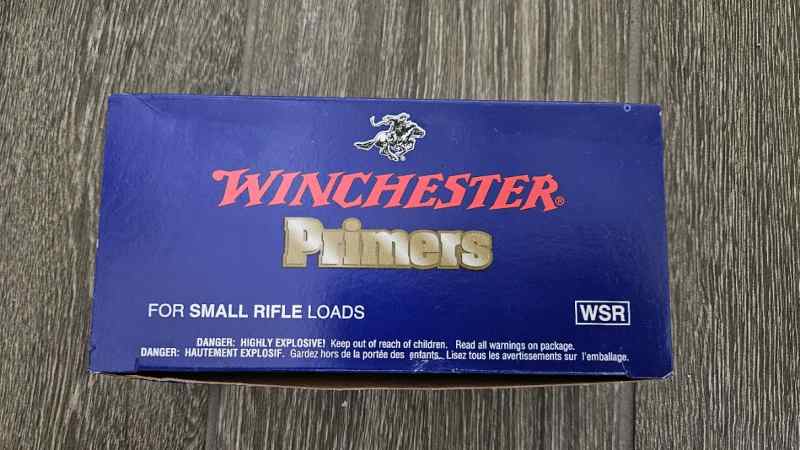 WINCHESTER®
Primers
FOR SMALL RIFLE LOADS
WSR
DANGER: HIGHLY EXPLOSIVE! Keep out of reach of children. Read all warnings on package.
DANGER: HAUTEMENT EXPLOSIF. Gardez hors de la portée des enfants. Lisez tous les avertissements sur l'emballage.